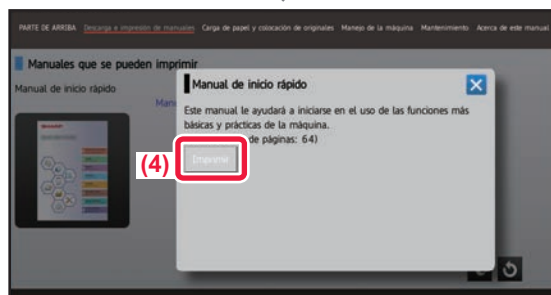 PARTE DE ARRIBA Descarga e impresión de manuales Carga de papel y colocación de originales Manejo de la máquina Mantenimiento Acerca de este manual
Manuales que se pueden imprimir
Manual de inicio rápido
Manual de inicio rápido
Este manual le ayudará a iniciarse en el uso de las funciones más
básicas y prácticas de la máquina.
de páginas: 64)
(4)
Imprimir